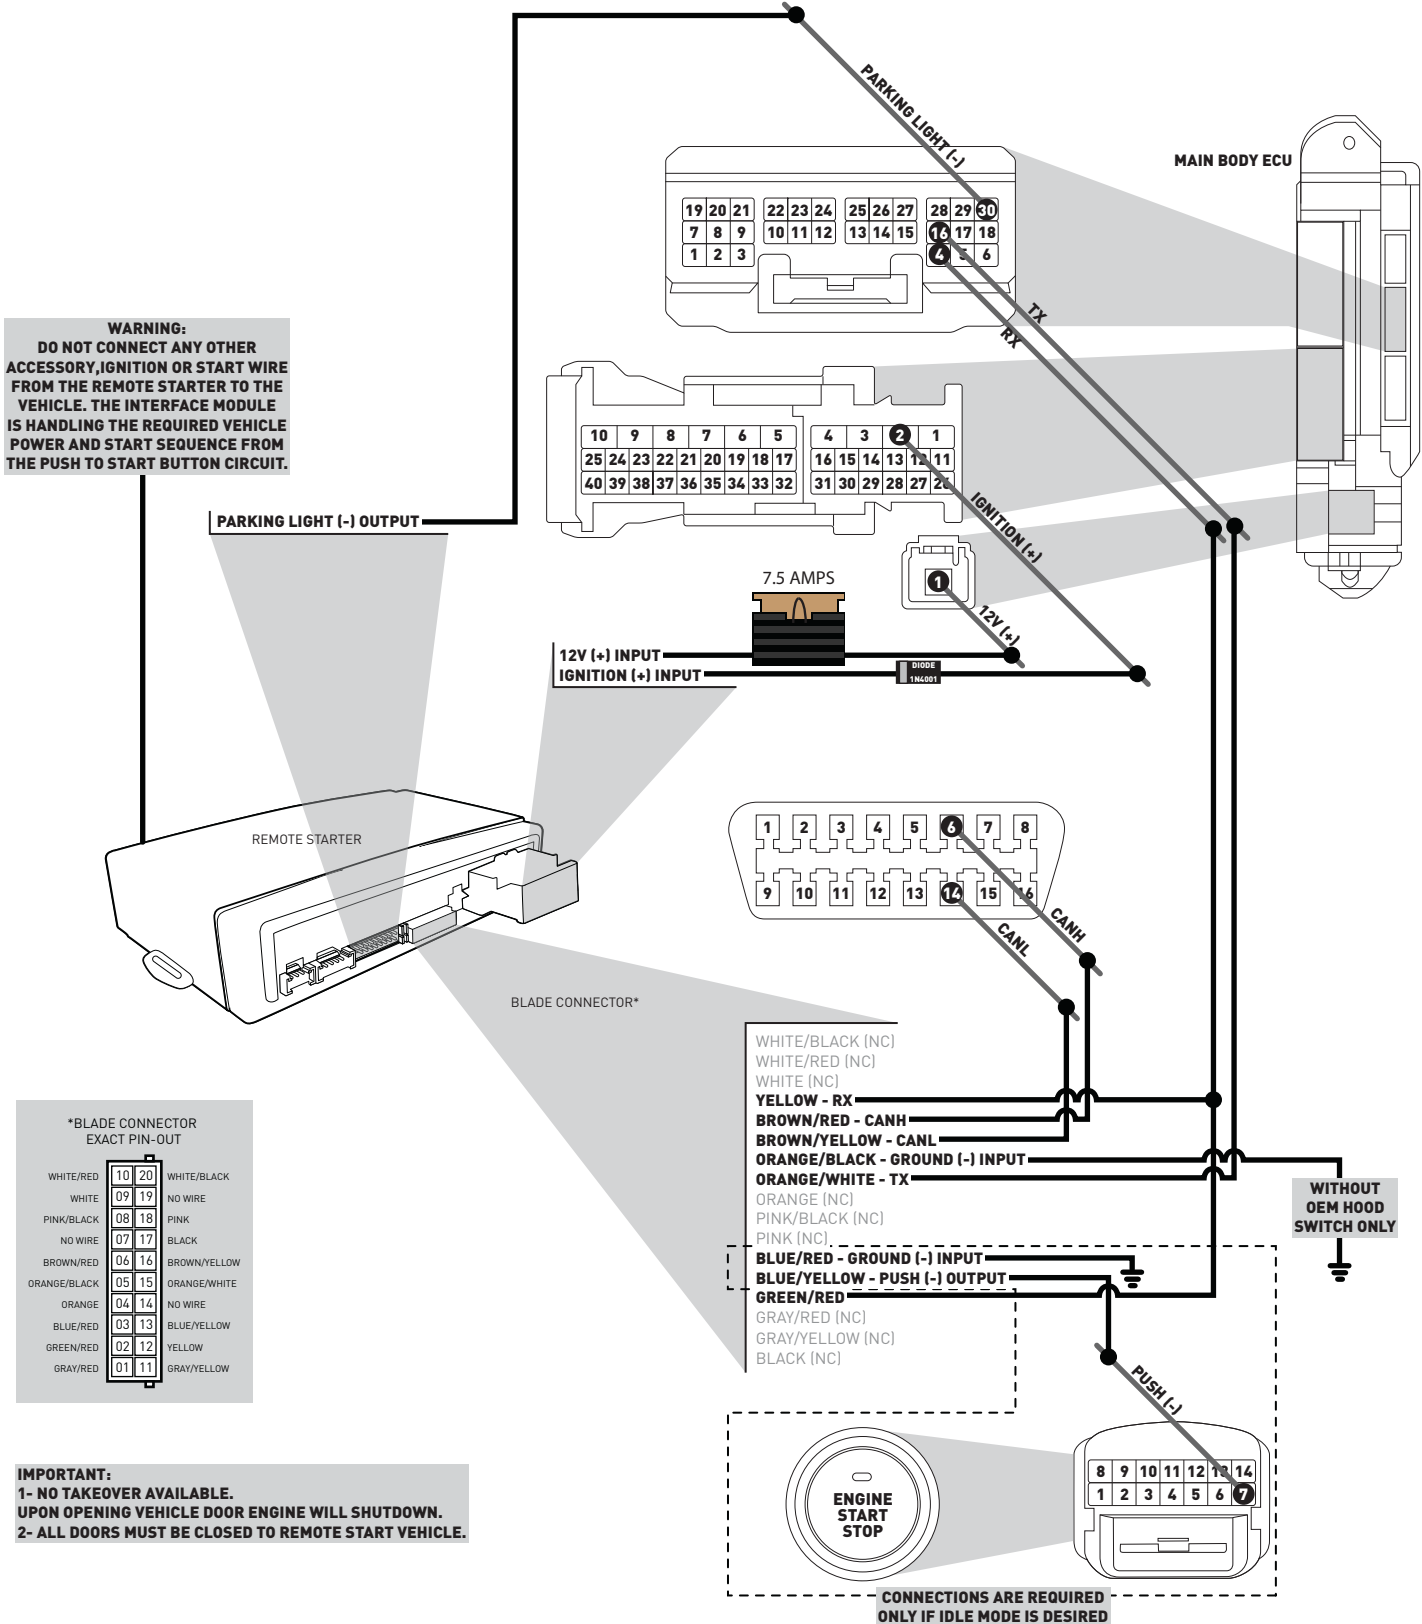 PARKING LIGHT (-)
MAIN BODY ECU
19 20 21 22 23 24 25 26 27 28 29 30
7 8 9 10 11 12 13 14 15 16 17 18
1 2 3 4 5 6
TX
RX
WARNING:
DO NOT CONNECT ANY OTHER
ACCESSORY,IGNITION OR START WIRE
FROM THE REMOTE STARTER TO THE
VEHICLE. THE INTERFACE MODULE
IS HANDLING THE REQUIRED VEHICLE
POWER AND START SEQUENCE FROM
THE PUSH TO START BUTTON CIRCUIT.
10 9 8 7 6 5 4 3 2 1
25 24 23 22 21 20 19 18 17 16 15 14 13 12 11
40 39 38 37 36 35 34 33 32 31 30 29 28 27 26
IGNITION (+)
PARKING LIGHT (-) OUTPUT
1
12V (+)
7.5 AMPS
12V (+) INPUT
IGNITION (+) INPUT
DIODE
1N4001
REMOTE STARTER
1 2 3 4 5 6 7 8
9 10 11 12 13 14 15 16
CANH
CANL
BLADE CONNECTOR*
WHITE/BLACK (NC)
WHITE/RED (NC)
WHITE (NC)
YELLOW - RX
BROWN/RED - CANH
BROWN/YELLOW - CANL
ORANGE/BLACK - GROUND (-) INPUT
ORANGE/WHITE - TX
ORANGE (NC)
PINK/BLACK (NC)
PINK (NC)
BLUE/RED - GROUND (-) INPUT
BLUE/YELLOW - PUSH (-) OUTPUT
GREEN/RED
GRAY/RED (NC)
GRAY/YELLOW (NC)
BLACK (NC)
WITHOUT
OEM HOOD
SWITCH ONLY
*BLADE CONNECTOR
EXACT PIN-OUT
WHITE/RED 10 20 WHITE/BLACK
WHITE 09 19 NO WIRE
PINK/BLACK 08 18 PINK
NO WIRE 07 17 BLACK
BROWN/RED 06 16 BROWN/YELLOW
ORANGE/BLACK 05 15 ORANGE/WHITE
ORANGE 04 14 NO WIRE
BLUE/RED 03 13 BLUE/YELLOW
GREEN/RED 02 12 YELLOW
GRAY/RED 01 11 GRAY/YELLOW
PUSH (-)
8 9 10 11 12 13 14
1 2 3 4 5 6 7
ENGINE
START
STOP
IMPORTANT:
1- NO TAKEOVER AVAILABLE.
UPON OPENING VEHICLE DOOR ENGINE WILL SHUTDOWN.
2- ALL DOORS MUST BE CLOSED TO REMOTE START VEHICLE.
CONNECTIONS ARE REQUIRED
ONLY IF IDLE MODE IS DESIRED